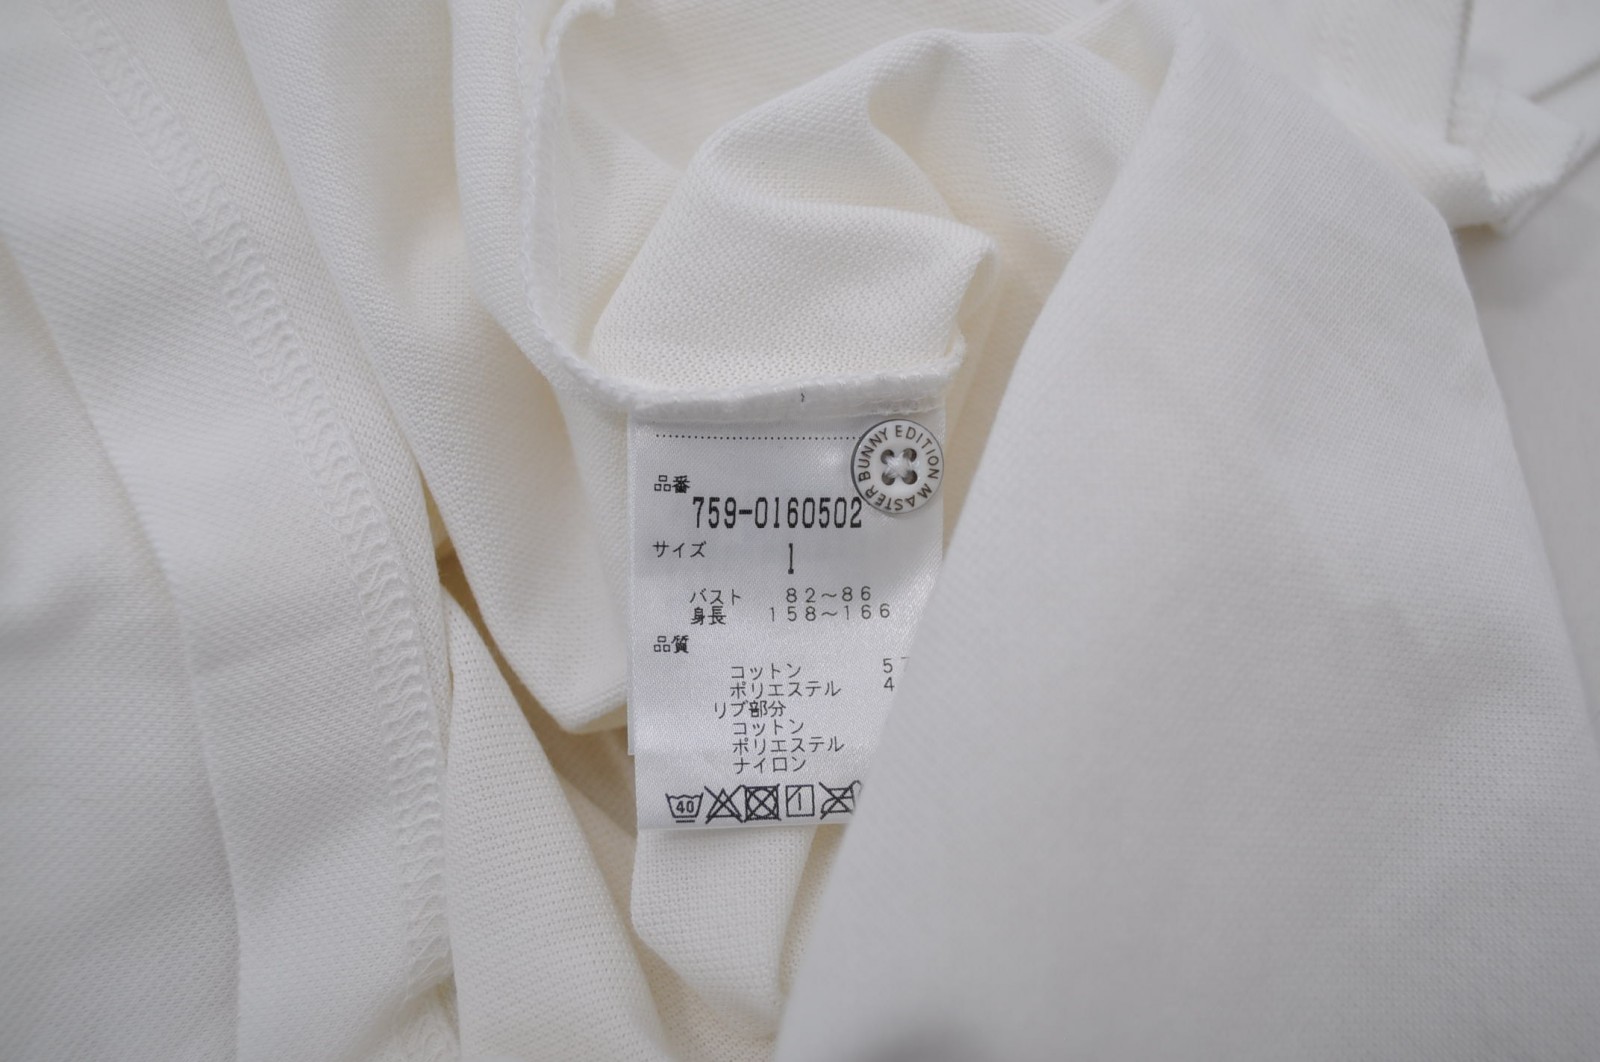 品番
759-0160502
サイズ 1
バスト 82～86
身長 158～166
品質
コットン 5
ポリエステル 4
リブ部分
コットン
ポリエステル
ナイロン
40
MASTER BUNNY EDITION